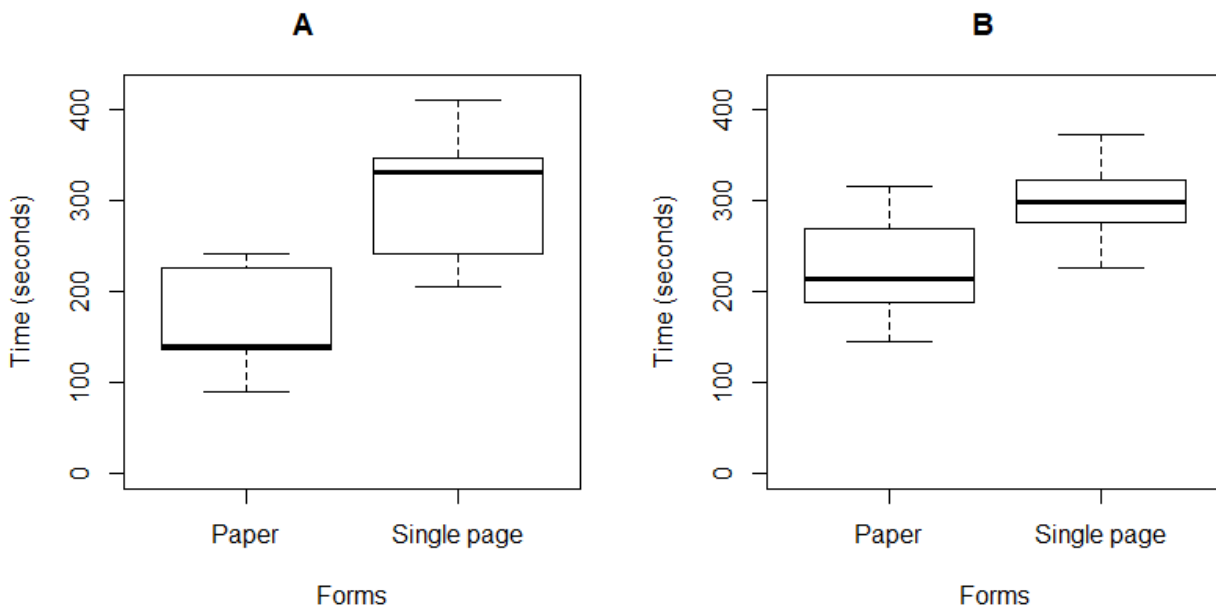 A
Time (seconds)
400
300
200
100
0
Paper Single page
Forms
B
Time (seconds)
400
300
200
100
0
Paper Single page
Forms